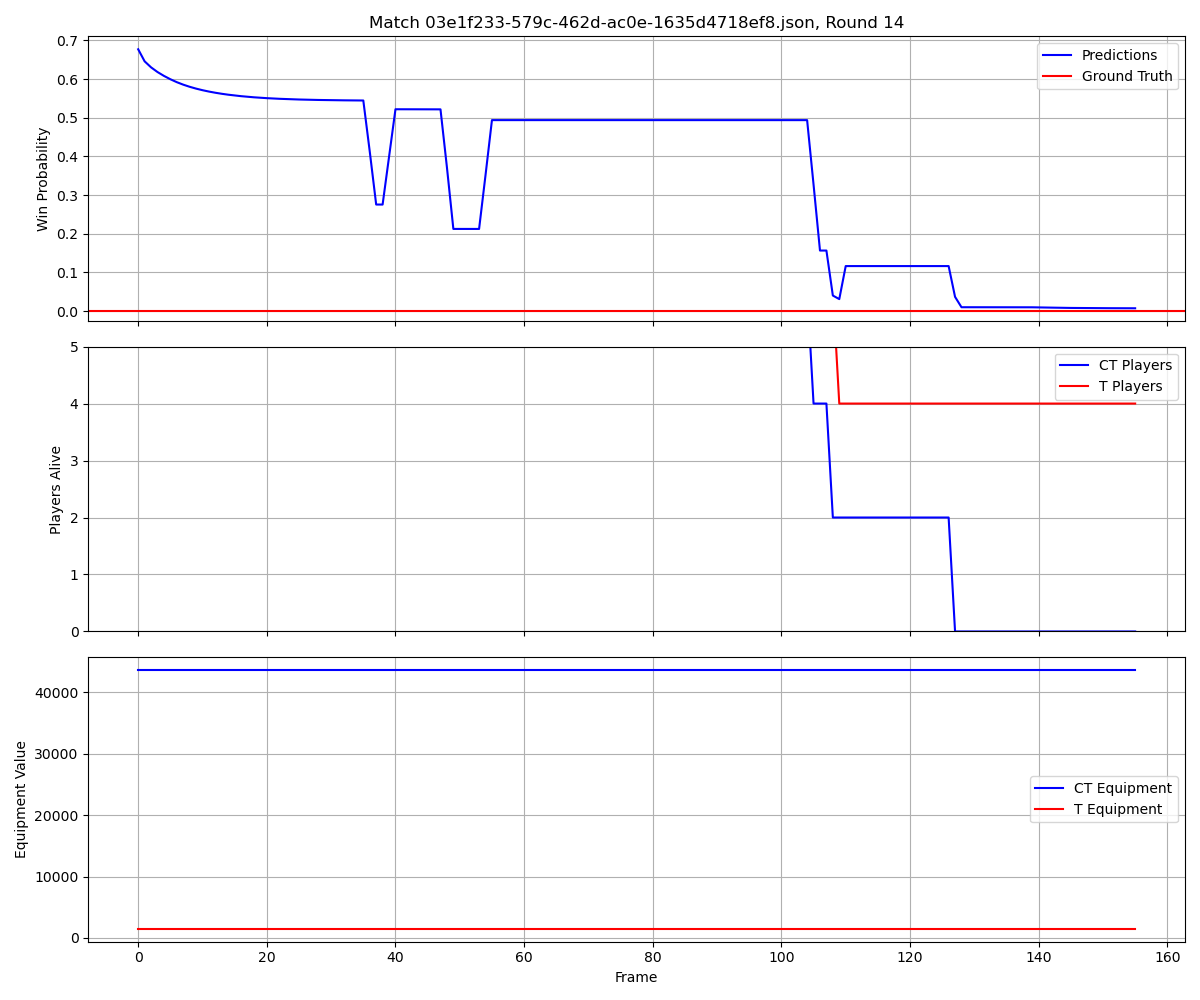 Match 03e1f233-579c-462d-ac0e-1635d4718ef8.json, Round 14
Win Probability
0.7
0.6
0.5
0.4
0.3
0.2
0.1
0.0
Predictions
Ground Truth
Players Alive
5
4
3
2
1
0
CT Players
T Players
Equipment Value
40000
30000
20000
10000
0
CT Equipment
T Equipment
0 20 40 60 80 100 120 140 160
Frame